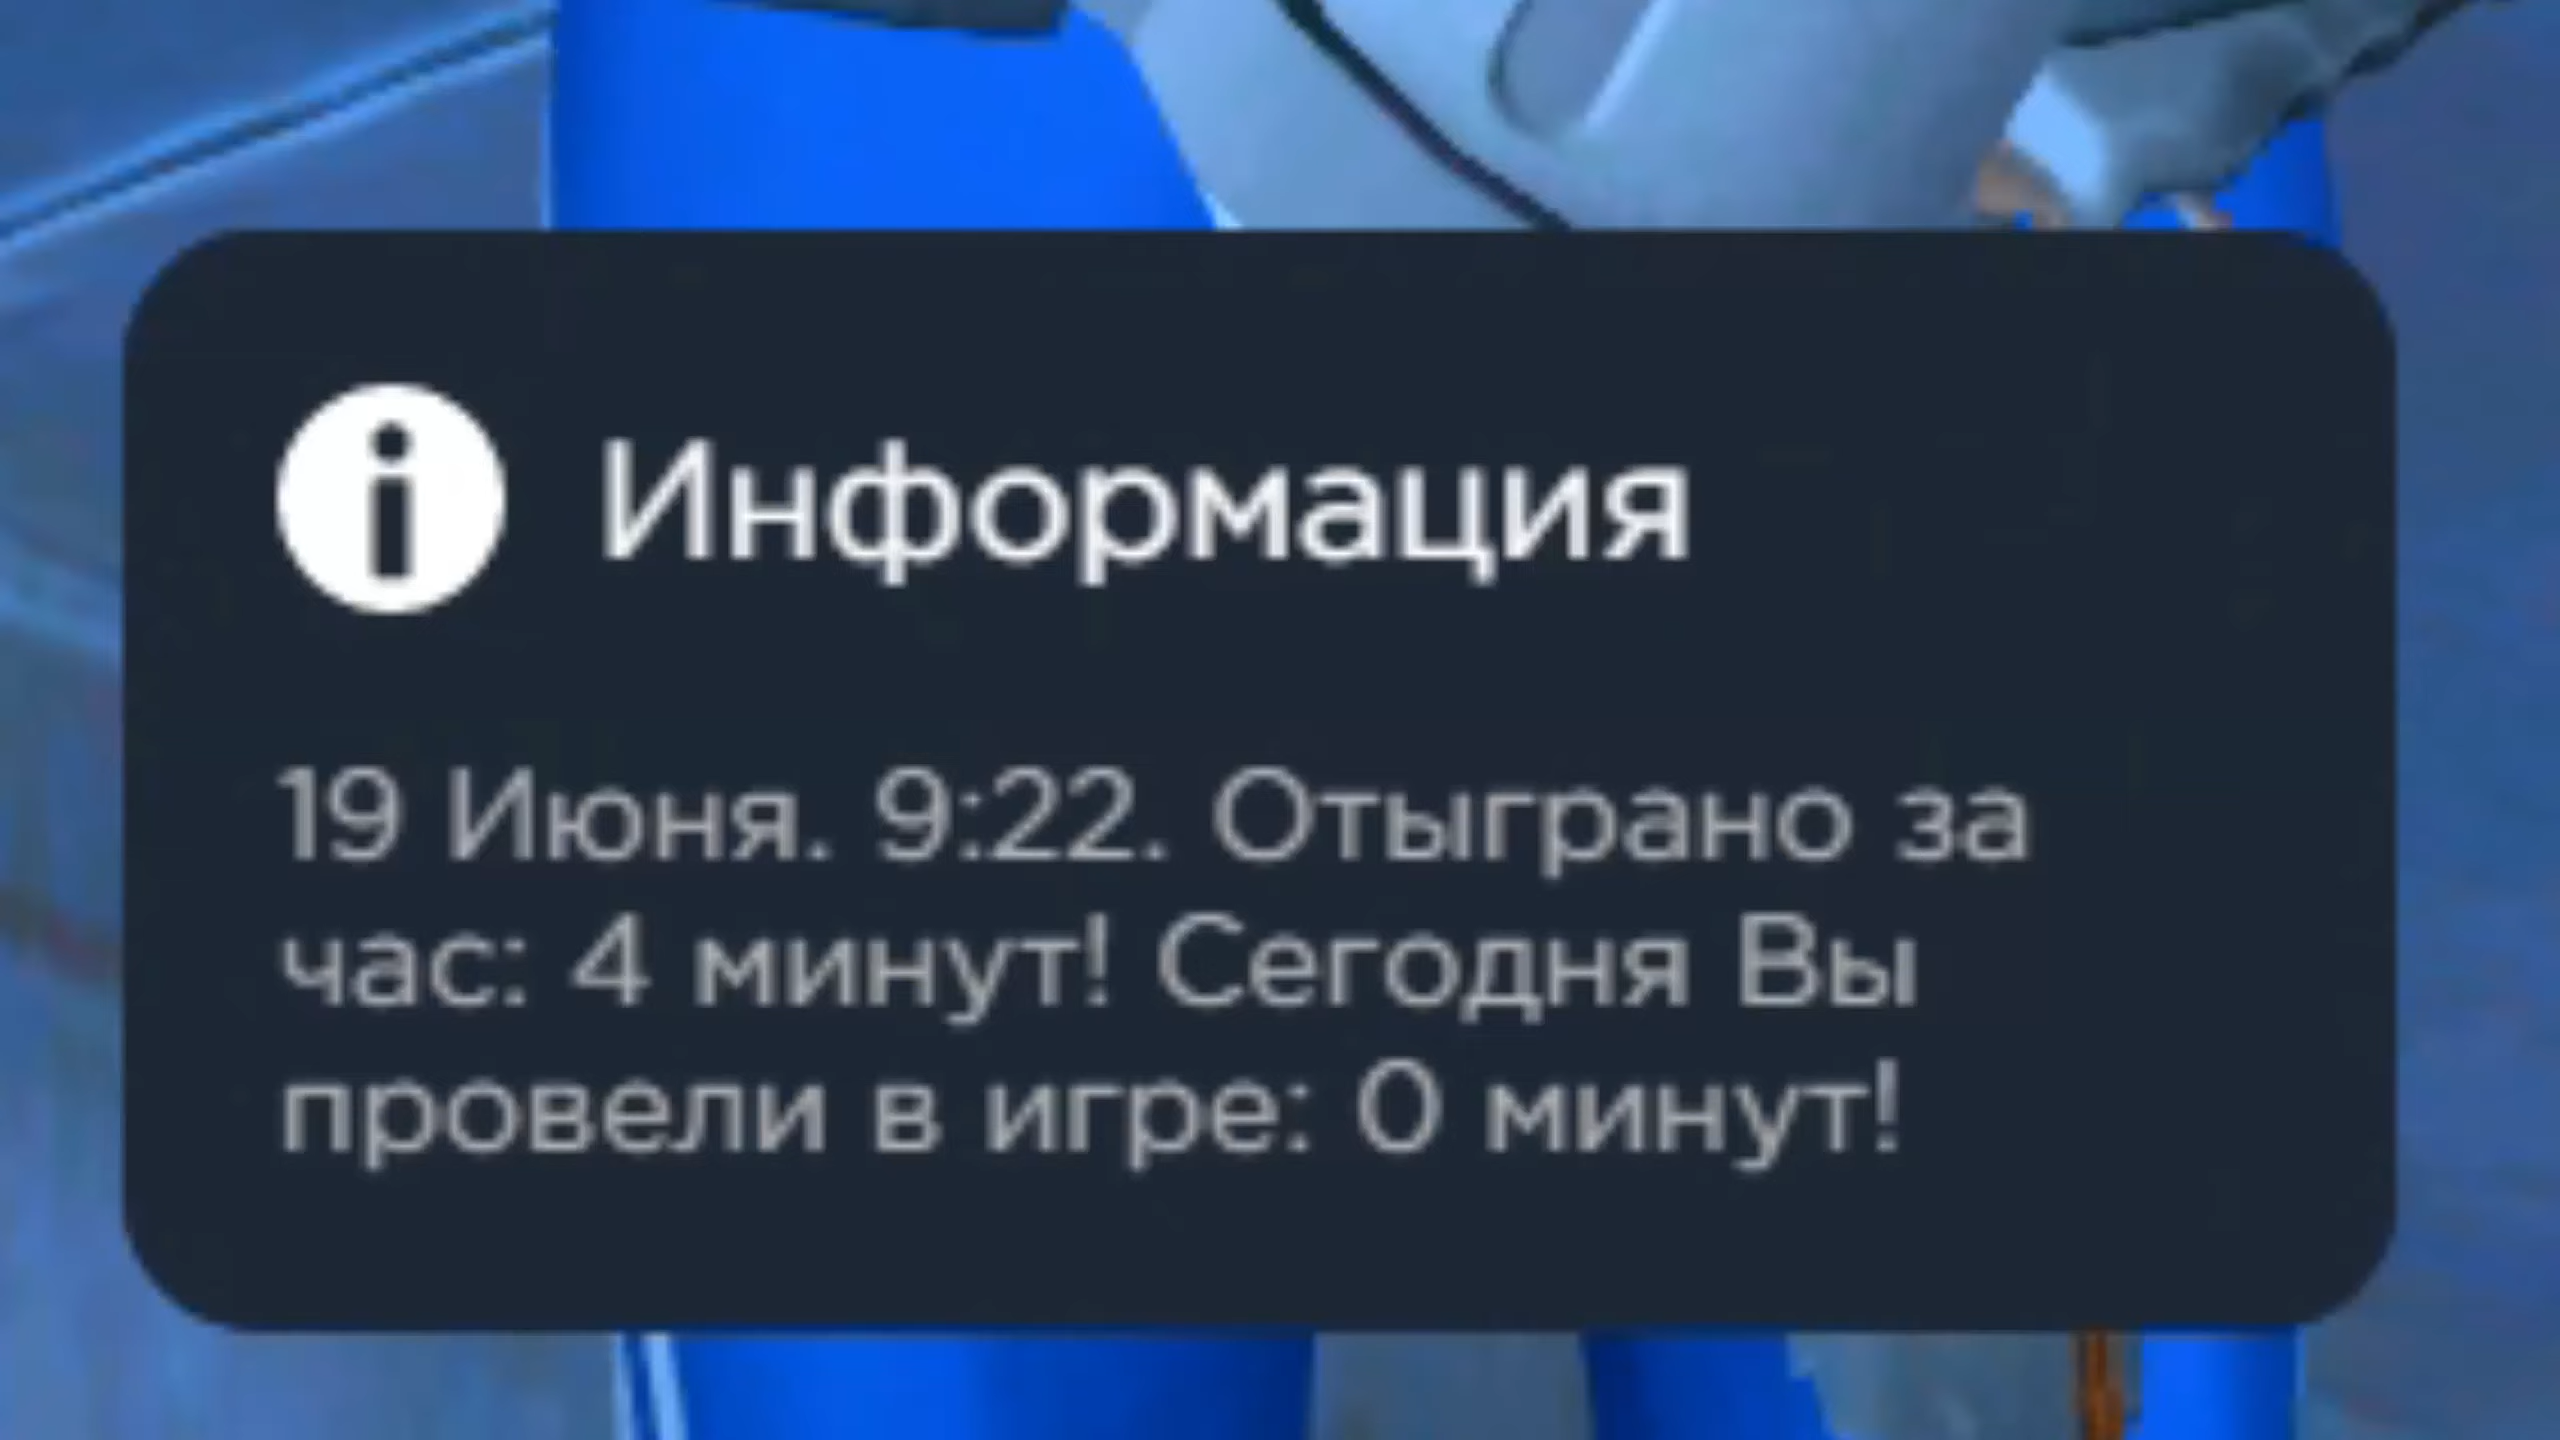 Информация
19 Июня. 9:22. Отыграно за
час: 4 минут! Сегодня Вы
провели в игре: 0 минут!